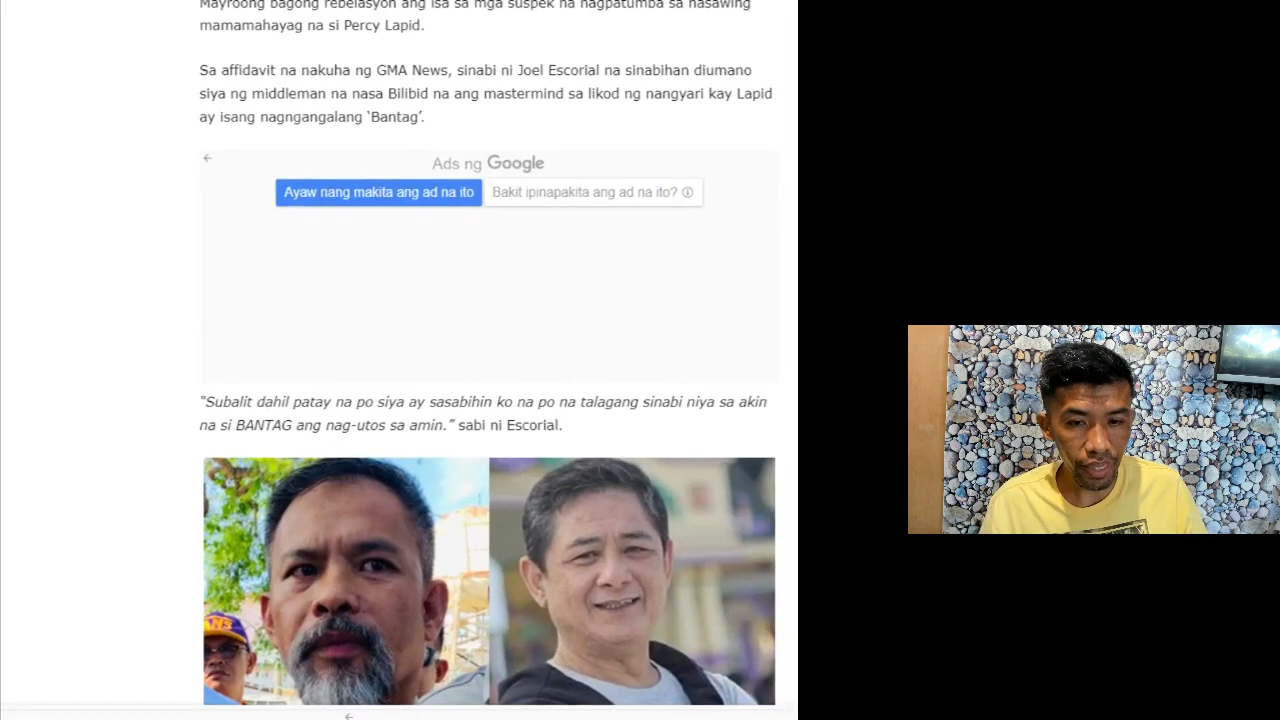 Mayroong bagong rebelasyon ang isa sa mga suspek na nagpatumba sa nasawing
mamamahayag na si Percy Lapid.
Sa affidavit na nakuha ng GMA News, sinabi ni Joel Escorial na sinabihan diumano
siya ng middleman na nasa Bilibid na ang mastermind sa likod ng nangyari kay Lapid
ay isang nagngangalang ‘Bantag’.
Ads ng Google
Ayaw nang makita ang ad na ito
Bakit ipinapakita ang ad na ito?
“Subalit dahil patay na po siya ay sasabihin ko na po na talagang sinabi niya sa akin
na si BANTAG ang nag-utos sa amin.” sabi ni Escorial.